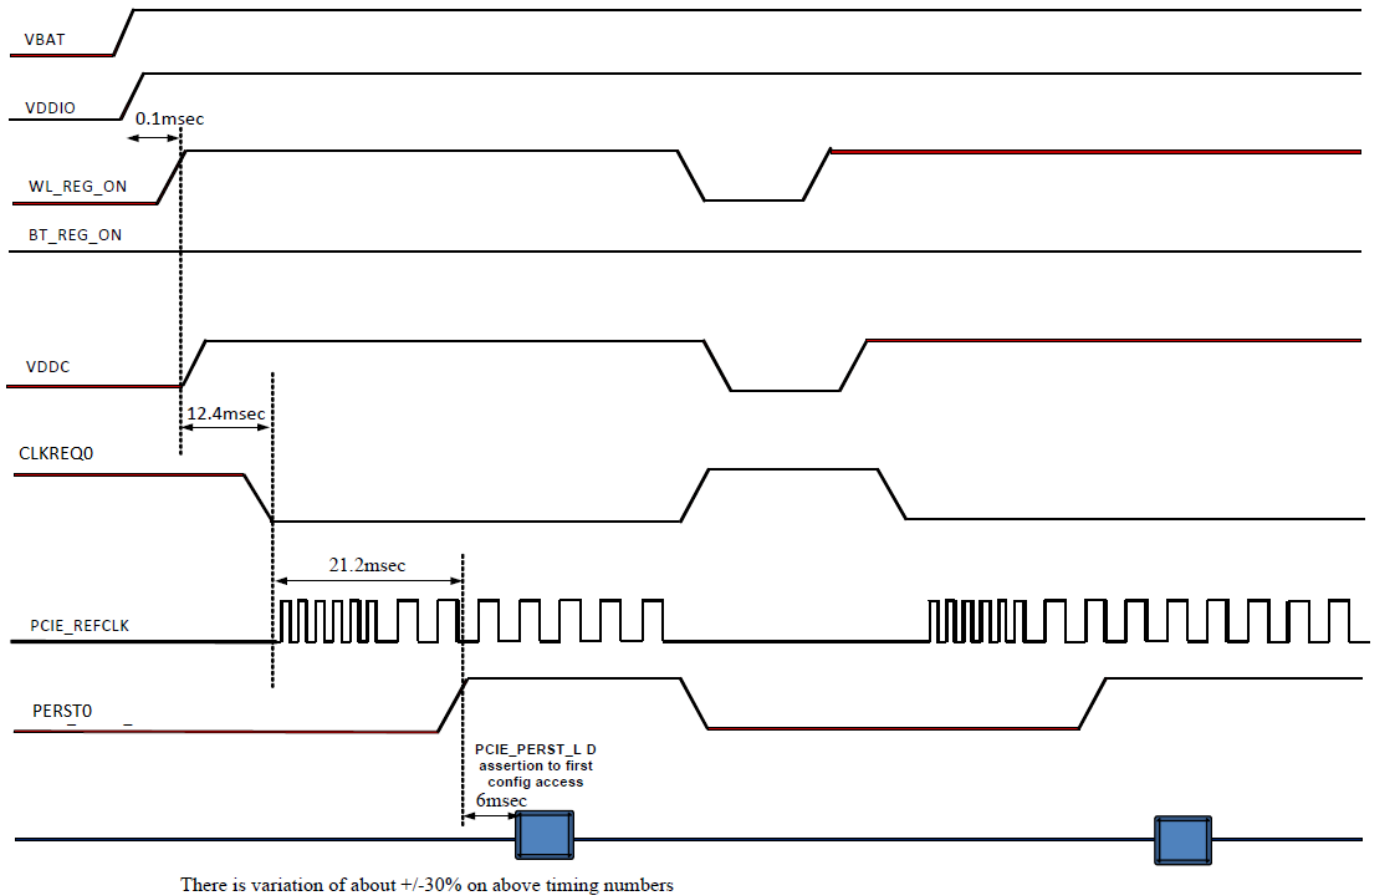 VBAT
VDDIO
0.1msec
WL_REG_ON
BT_REG_ON
VDDC
12.4msec
CLKREQ0
21.2msec
PCIE_REFCLK
PERST0
_ _
PCIE_PERST_L D
assertion to first
config access
6msec
There is variation of about +/-30% on above timing numbers